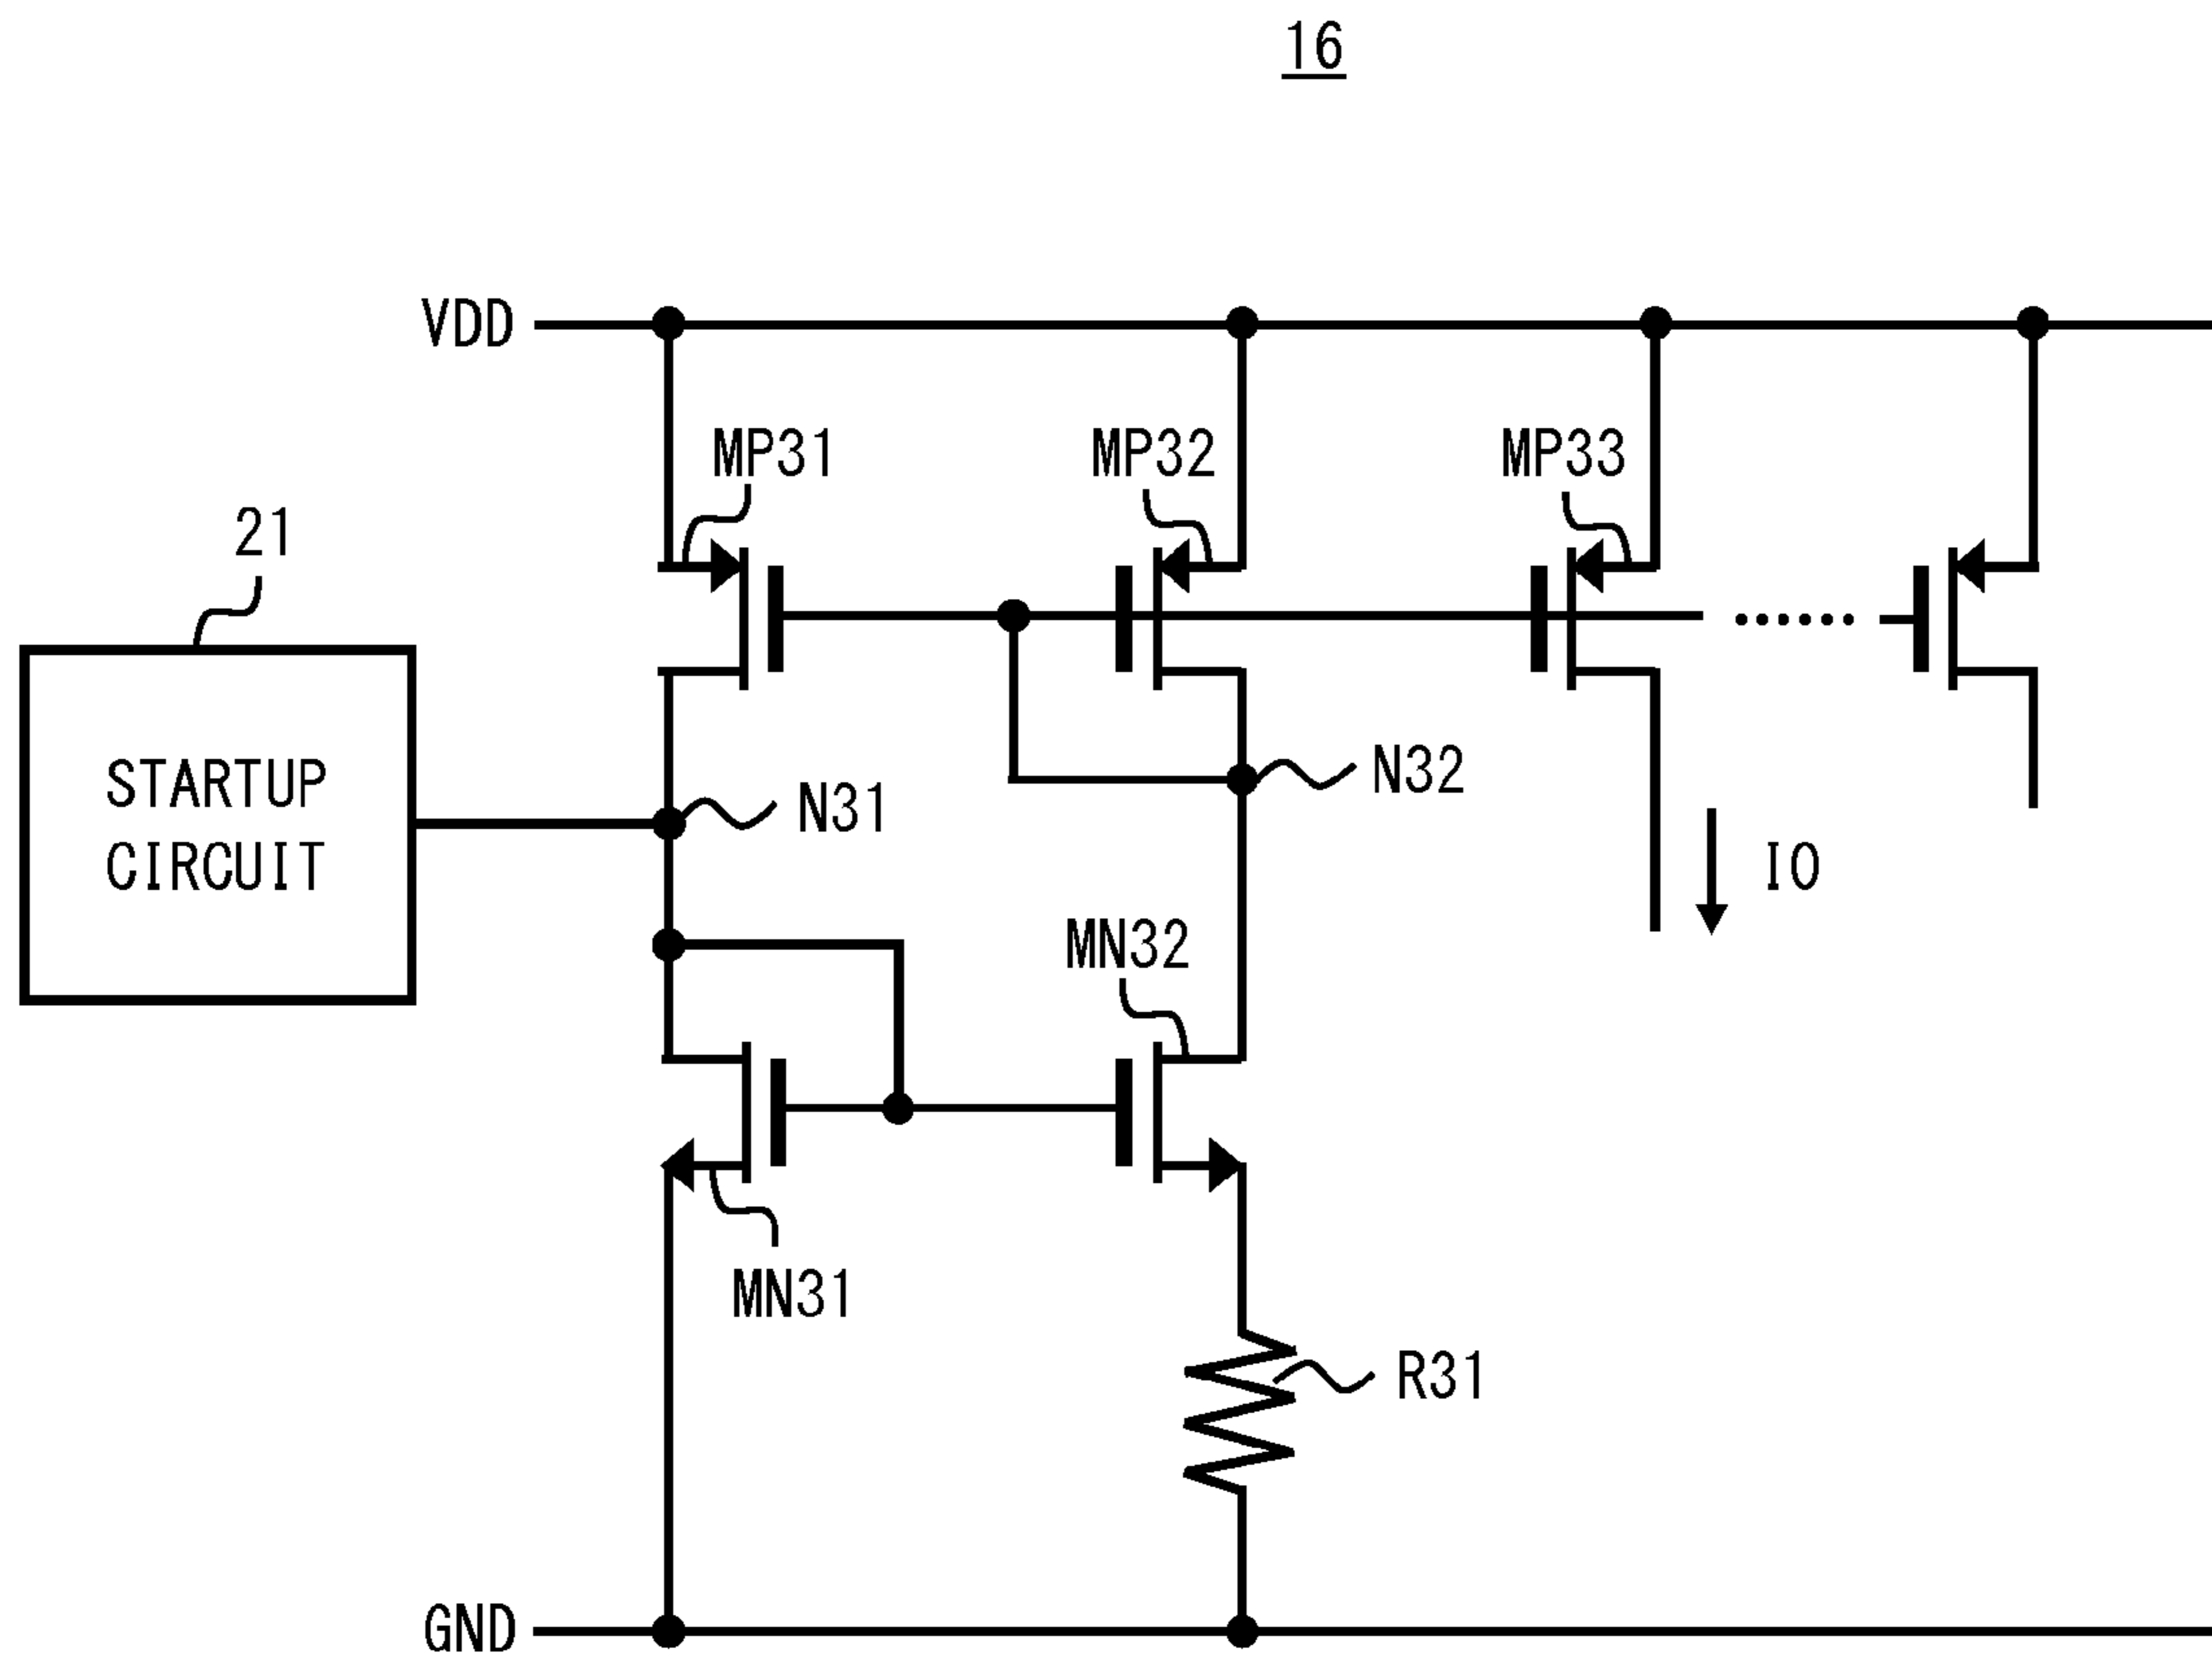 16
VDD
MP31
MP32
MP33
21
STARTUP
CIRCUIT
N31
N32
IO
MN32
MN31
R31
GND